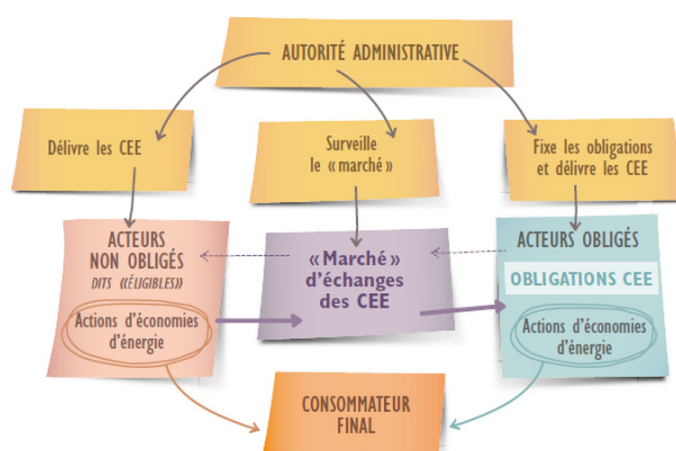 AUTORITÉ ADMINISTRATIVE
Délivre les CEE
Surveille
le « marché »
Fixe les obligations
et délivre les CEE
ACTEURS
NON OBLIGÉS
DITS «ÉLIGIBLES»
Actions d'économies
d'énergie
« Marché »
d'échanges
des CEE
ACTEURS OBLIGÉS
OBLIGATIONS CEE
Actions d'économies
d'énergie
CONSOMMATEUR
FINAL